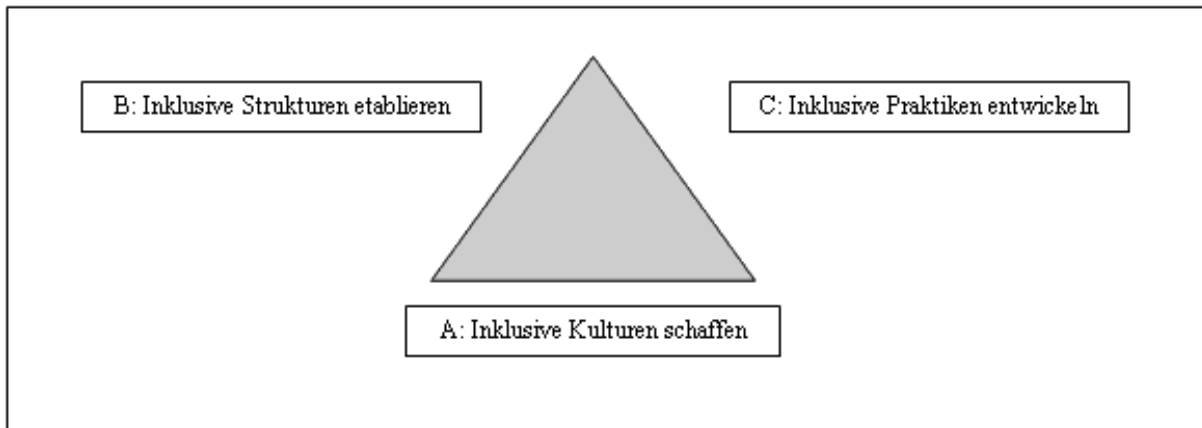 B: Inklusive Strukturen etablieren
C: Inklusive Praktiken entwickeln
A: Inklusive Kulturen schaffen